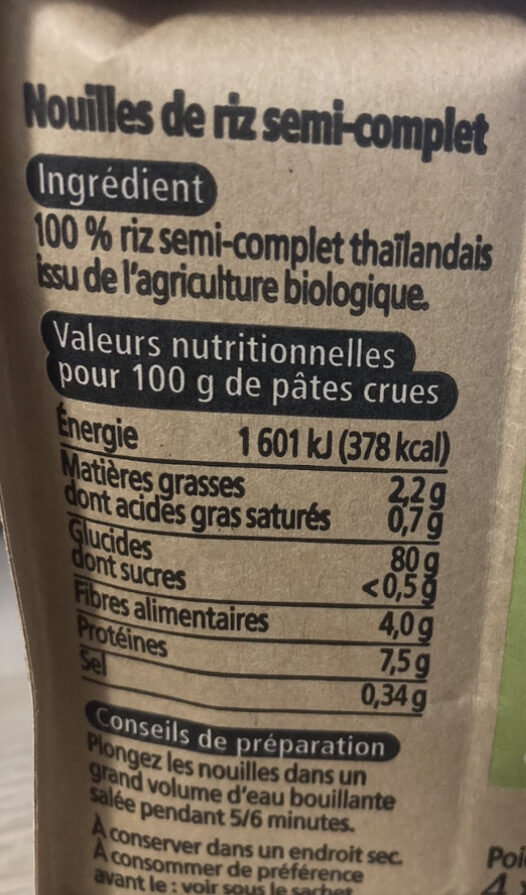 Nouilles de riz semi-complet
Ingrédient
100 % riz semi-complet thaïlandais
issu de l'agriculture biologique.
Valeurs nutritionnelles
pour 100 g de pâtes crues
Énergie 1 601 kJ (378 kcal)
Matières grasses 2,2 g
dont acides gras saturés 0,7 g
Glucides 80 g
dont sucres <0,5 g
Fibres alimentaires 4,0 g
Protéines 7,5 g
Sel 0,34 g
Conseils de préparation
Plongez les nouilles dans un
grand volume d'eau bouillante
salée pendant 5/6 minutes.
À conserver dans un endroit sec.
À consommer de préférence
avant le : voir sous le sachet